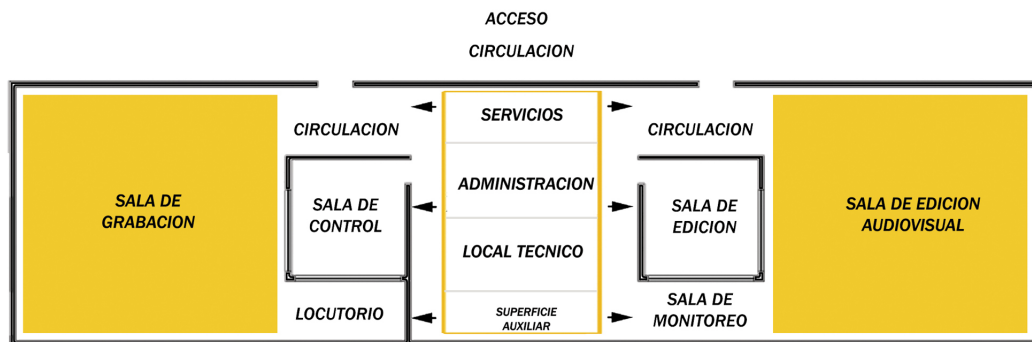 ACCESO
CIRCULACION
SERVICIOS
CIRCULACION
CIRCULACION
ADMINISTRACION
SALA DE
GRABACION
SALA DE
CONTROL
SALA DE
EDICION
SALA DE EDICION
AUDIOVISUAL
LOCAL TECNICO
LOCUTORIO
SUPERFICIE
AUXILIAR
SALA DE
MONITOREO